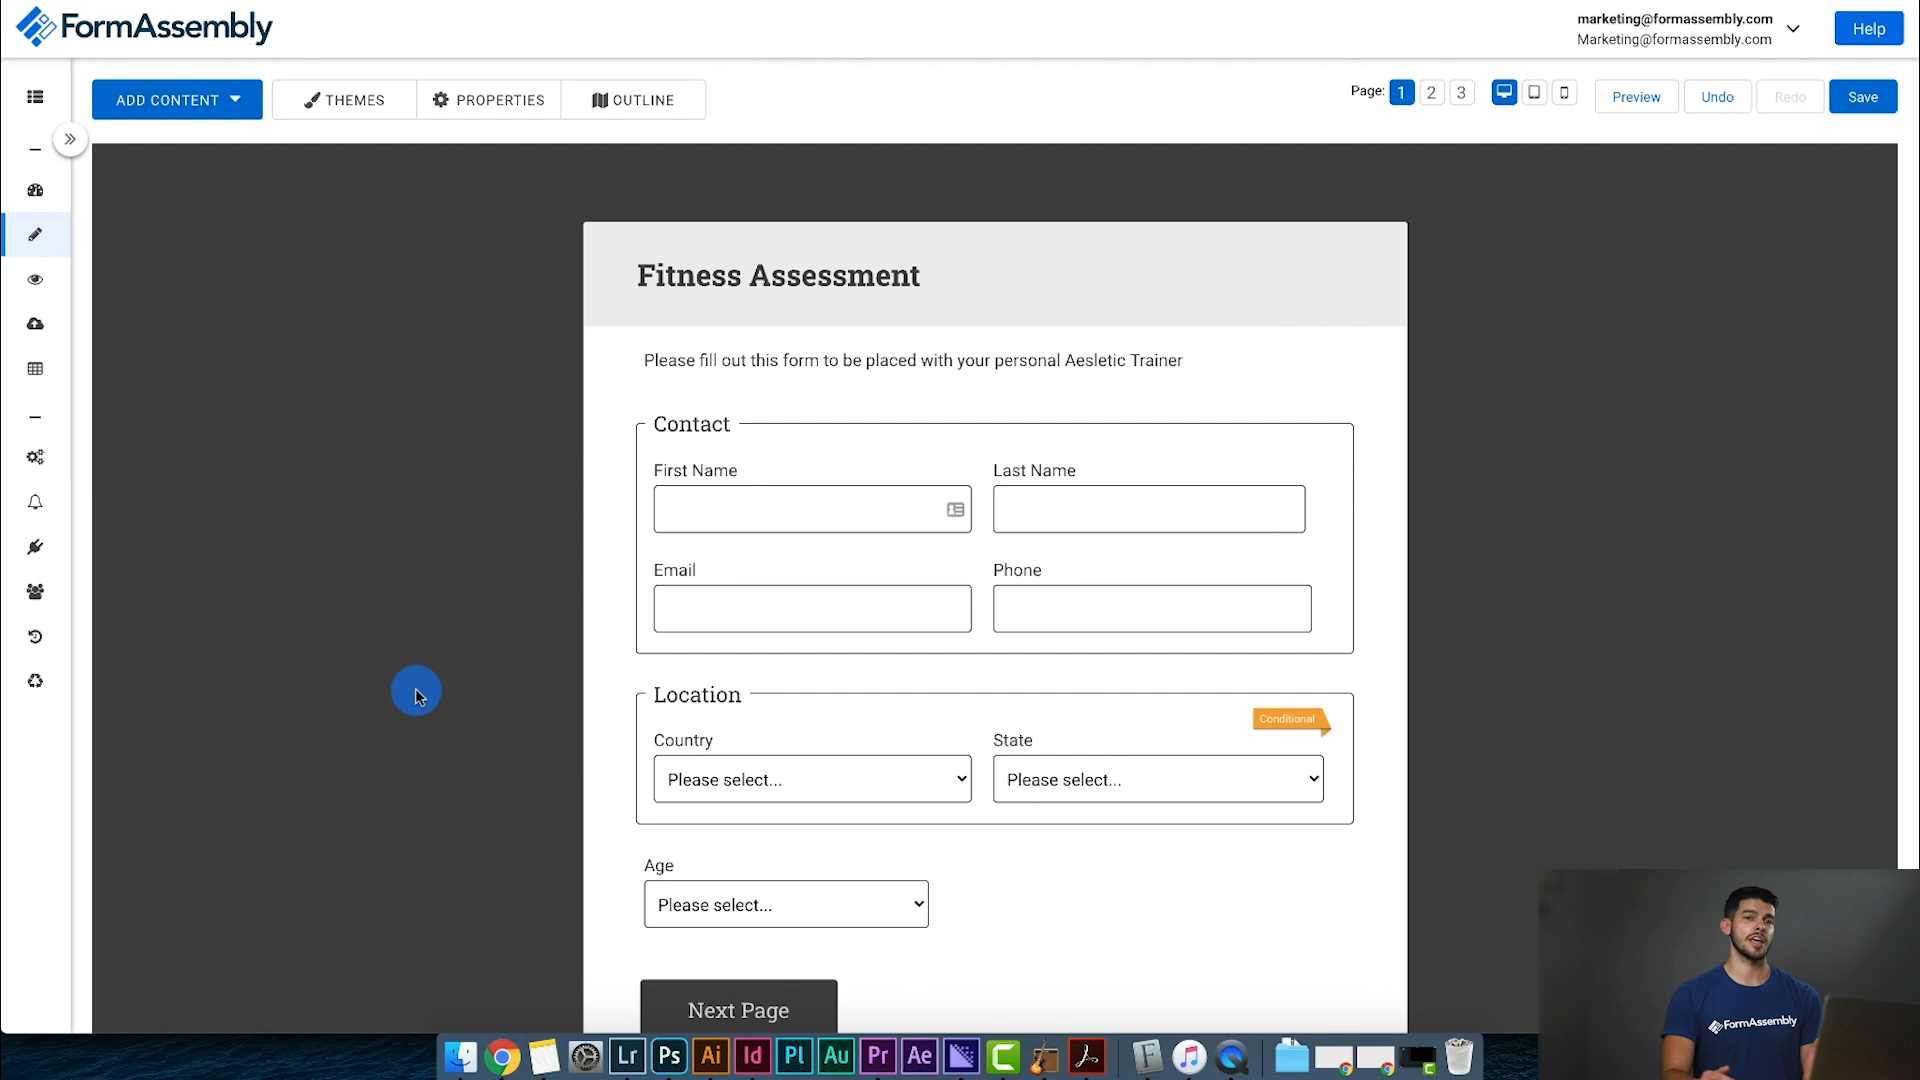 FormAssembly
marketing@formassembly.com
Marketing@formassembly.com
Help
ADD CONTENT
THEMES
PROPERTIES
OUTLINE
Page: 1 2 3
Preview
Undo
Redo
Save
Fitness Assessment
Please fill out this form to be placed with your personal Aesletic Trainer
Contact
First Name
Last Name
Email
Phone
Location
Conditional
Country
State
Please select...
Please select...
Age
Please select...
Next Page
FormAssembly
Lr Ps Ai Id Pl Au Pr Ae